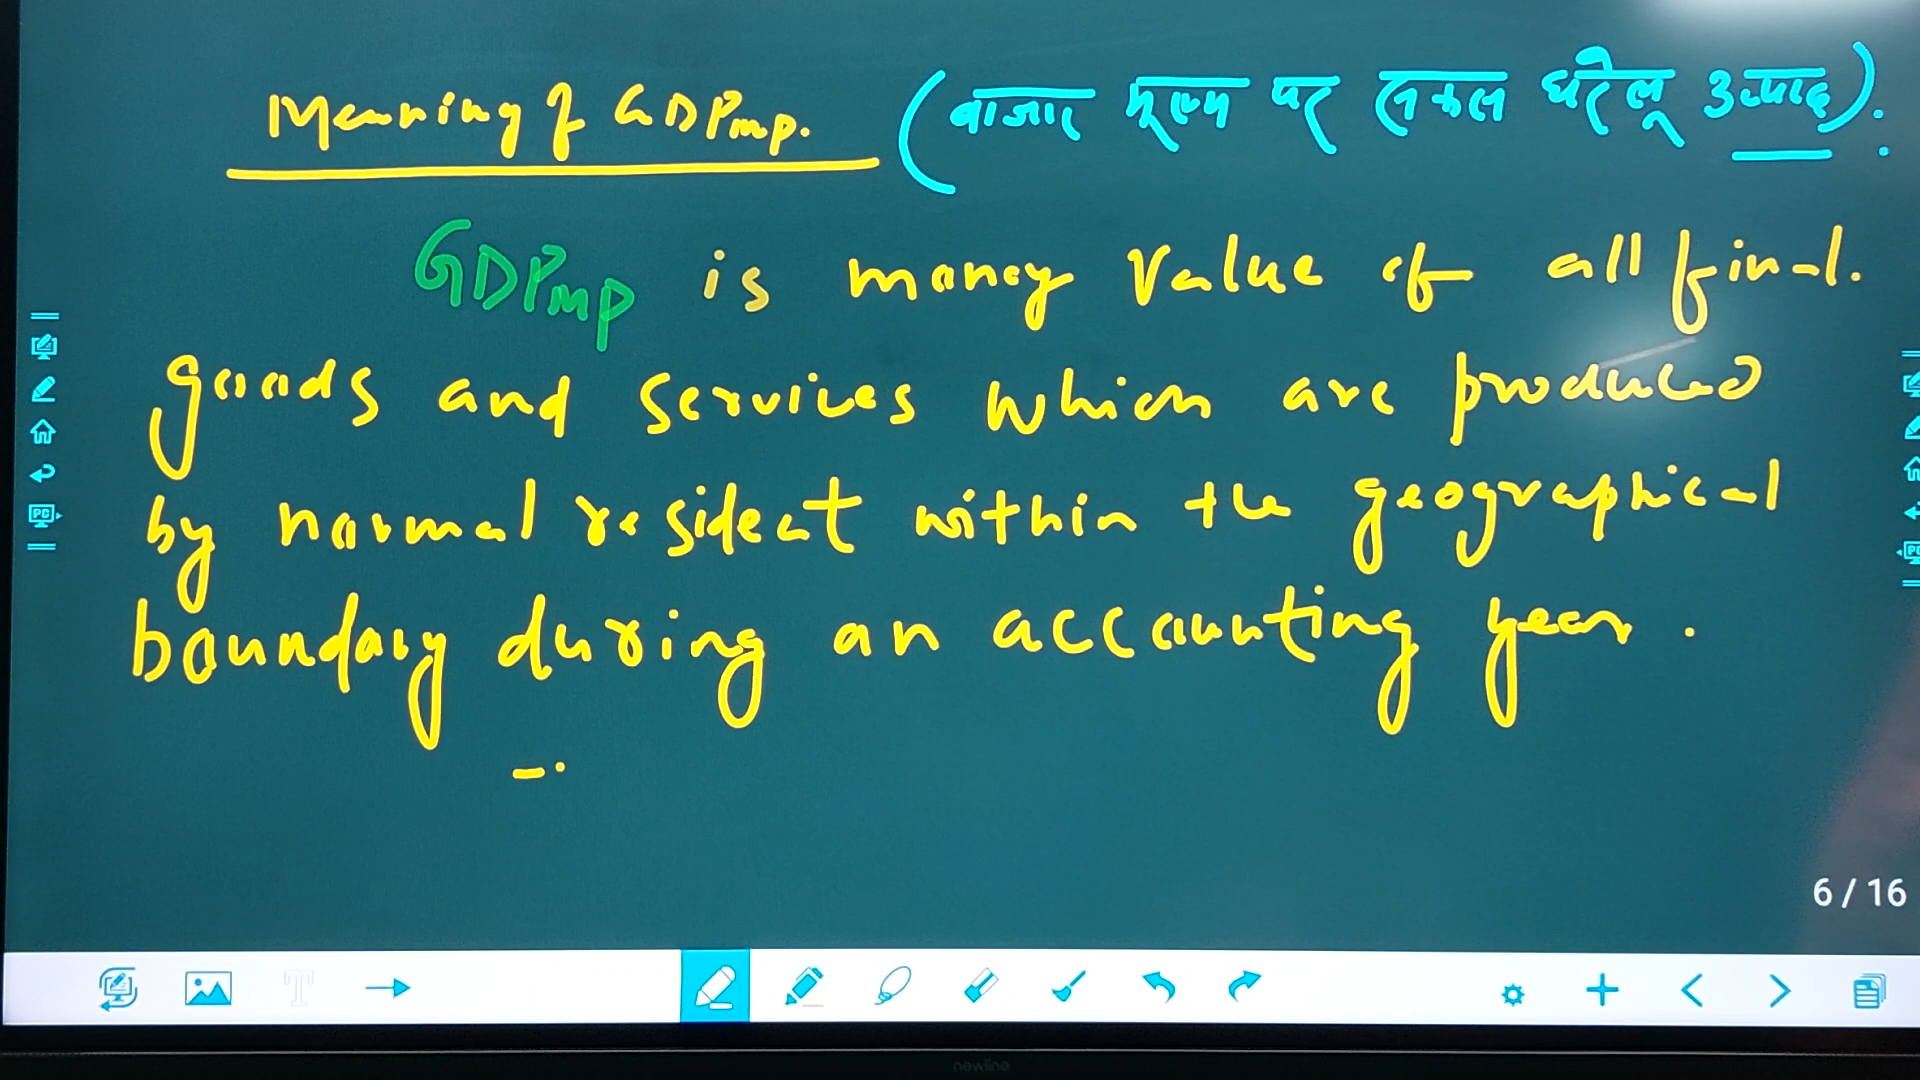 Meaning of GDPmp. (बाजार मूल्य पर सकल घरेलू उत्पाद).
GDPmp is money value of all final.
goods and services which are produced
by normal resident within the geographical
boundary during an accounting year.
6 / 16
newline